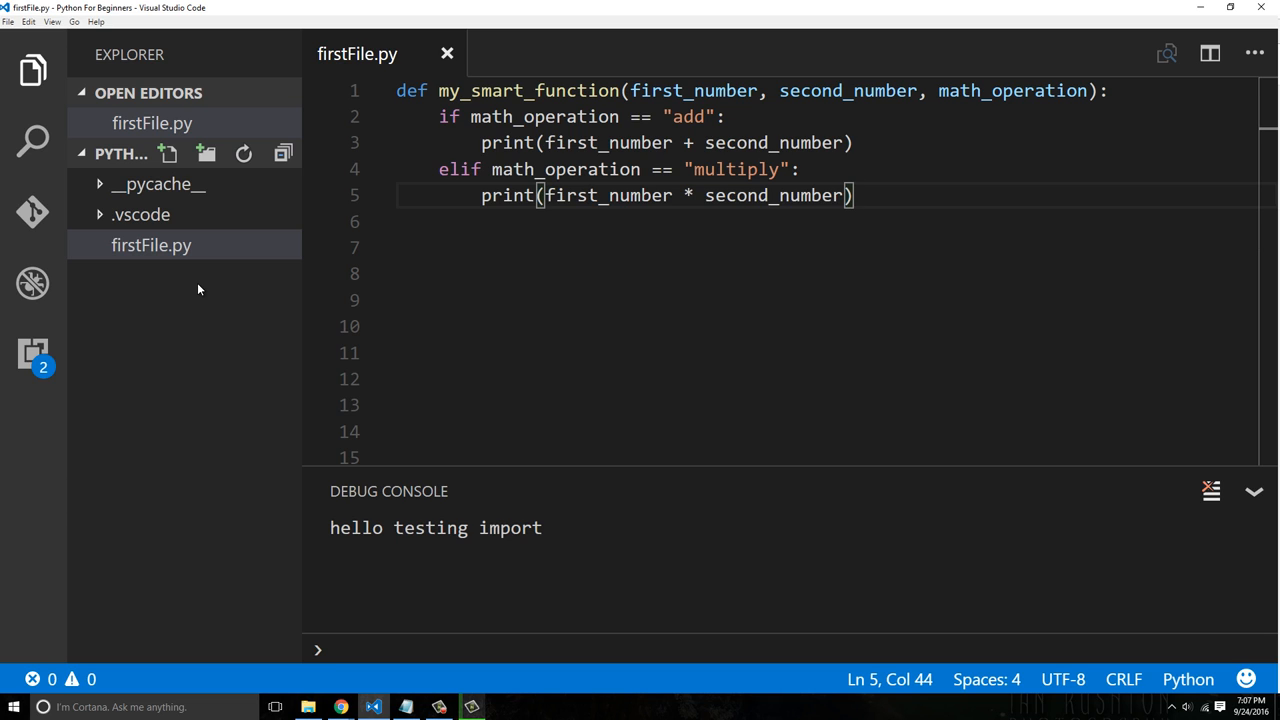 firstFile.py - Python For Beginners - Visual Studio Code
File Edit View Go Help
EXPLORER
OPEN EDITORS
firstFile.py
PYTH...
__pycache__
.vscode
firstFile.py
2
firstFile.py
1 def my_smart_function(first_number, second_number, math_operation):
2 if math_operation == "add":
3 print(first_number + second_number)
4 elif math_operation == "multiply":
5 print(first_number * second_number)
6
7
8
9
10
11
12
13
14
15
DEBUG CONSOLE
hello testing import
0 0 Ln 5, Col 44 Spaces: 4 UTF-8 CRLF Python
I'm Cortana. Ask me anything.
7:07 PM
9/24/2016